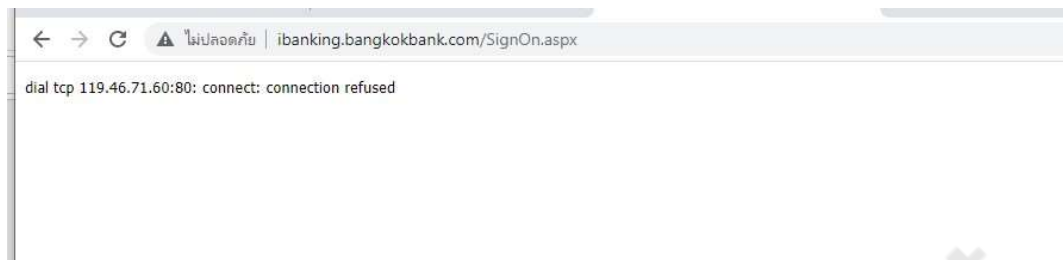 ไม่ปลอดภัย | ibanking.bangkokbank.com/SignOn.aspx
dial tcp 119.46.71.60:80: connect: connection refused